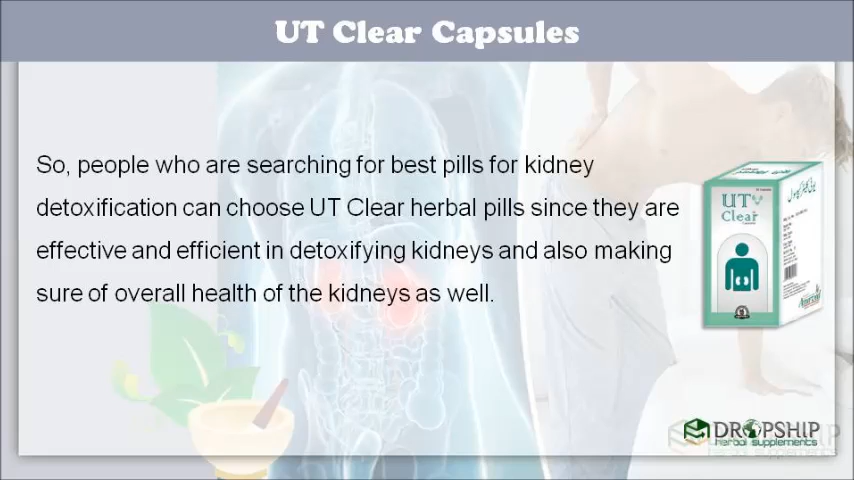 UT Clear Capsules
So, people who are searching for best pills for kidney
detoxification can choose UT Clear herbal pills since they are
effective and efficient in detoxifying kidneys and also making
sure of overall health of the kidneys as well.
UT
Clear
DROPSHIP
herbal supplements